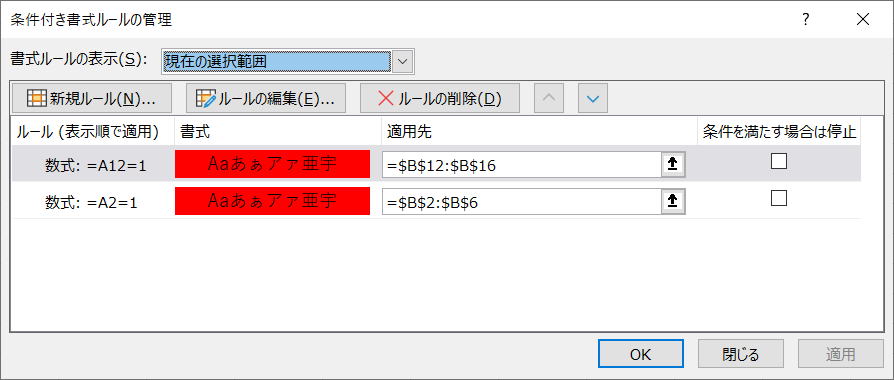 条件付き書式ルールの管理 ?
書式ルールの表示(S): 現在の選択範囲
新規ルール(N)... ルールの編集(E)... ルールの削除(D)
ルール (表示順で適用) 書式 適用先 条件を満たす場合は停止
数式: =A12=1 Aaあぁアァ亜宇 =$B$12:$B$16
数式: =A2=1 Aaあぁアァ亜宇 =$B$2:$B$6
OK 閉じる 適用